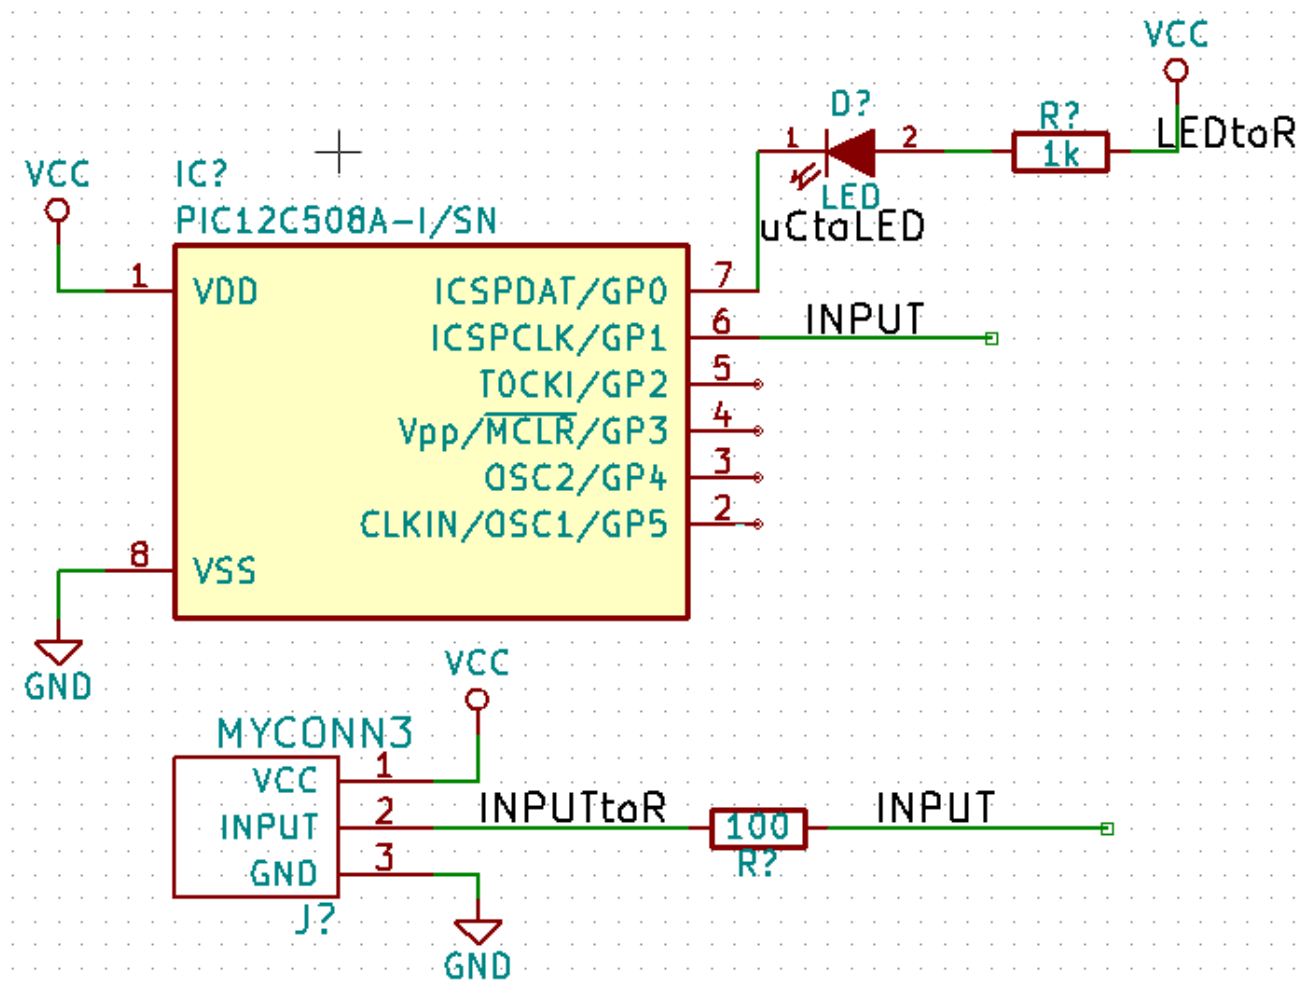 VCC
D?
R?
LEDtoR
1
2
1k
VCC
IC?
LED
PIC12C508A-I/SN
uCtoLED
1
VDD
ICSPDAT/GP0
7
ICSPCLK/GP1
6
INPUT
T0CKI/GP2
5
Vpp/MCLR/GP3
4
OSC2/GP4
3
CLKIN/OSC1/GP5
2
8
VSS
GND
VCC
MYCONN3
VCC
1
INPUT
2
INPUTtoR
100
INPUT
GND
3
R?
J?
GND